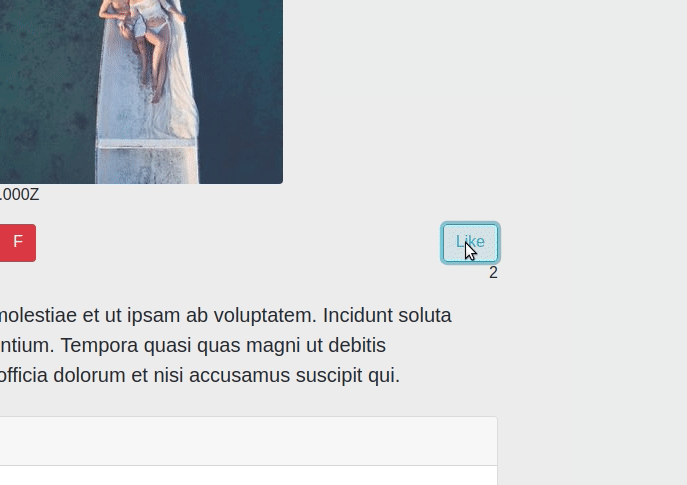 .000Z
F
Like
2
molestiae et ut ipsam ab voluptatem. Incidunt soluta
ntium. Tempora quasi quas magni ut debitis
officia dolorum et nisi accusamus suscipit qui.